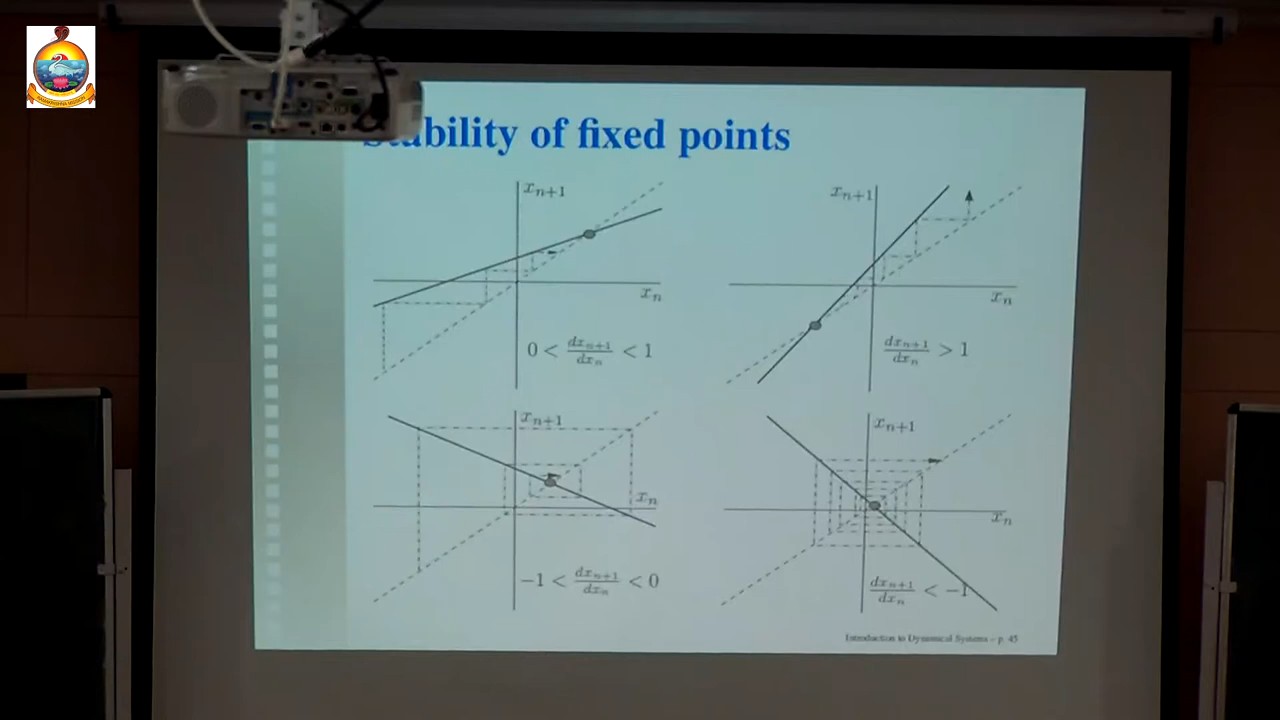 Stability of fixed points
x_{n+1}
x_n
0 < dx_{n+1}/dx_n < 1
x_{n+1}
x_n
dx_{n+1}/dx_n > 1
x_{n+1}
x_n
−1 < dx_{n+1}/dx_n < 0
x_{n+1}
x_n
dx_{n+1}/dx_n < −1
Introduction to Dynamical Systems – p. 45